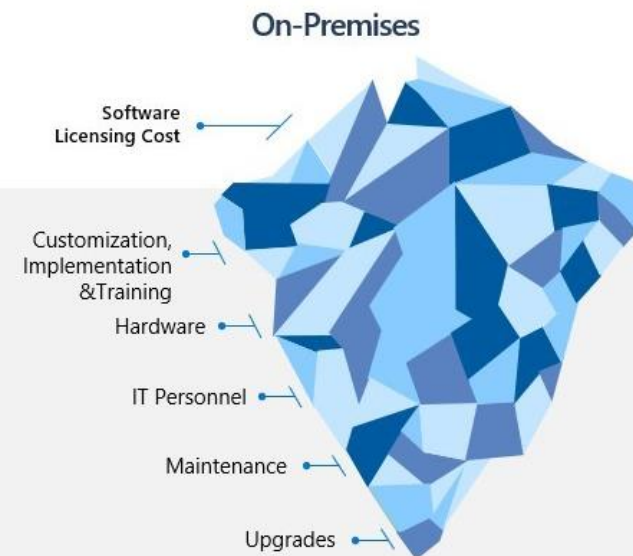 On-Premises
Software
Licensing Cost
Customization,
Implementation
&Training
Hardware
IT Personnel
Maintenance
Upgrades